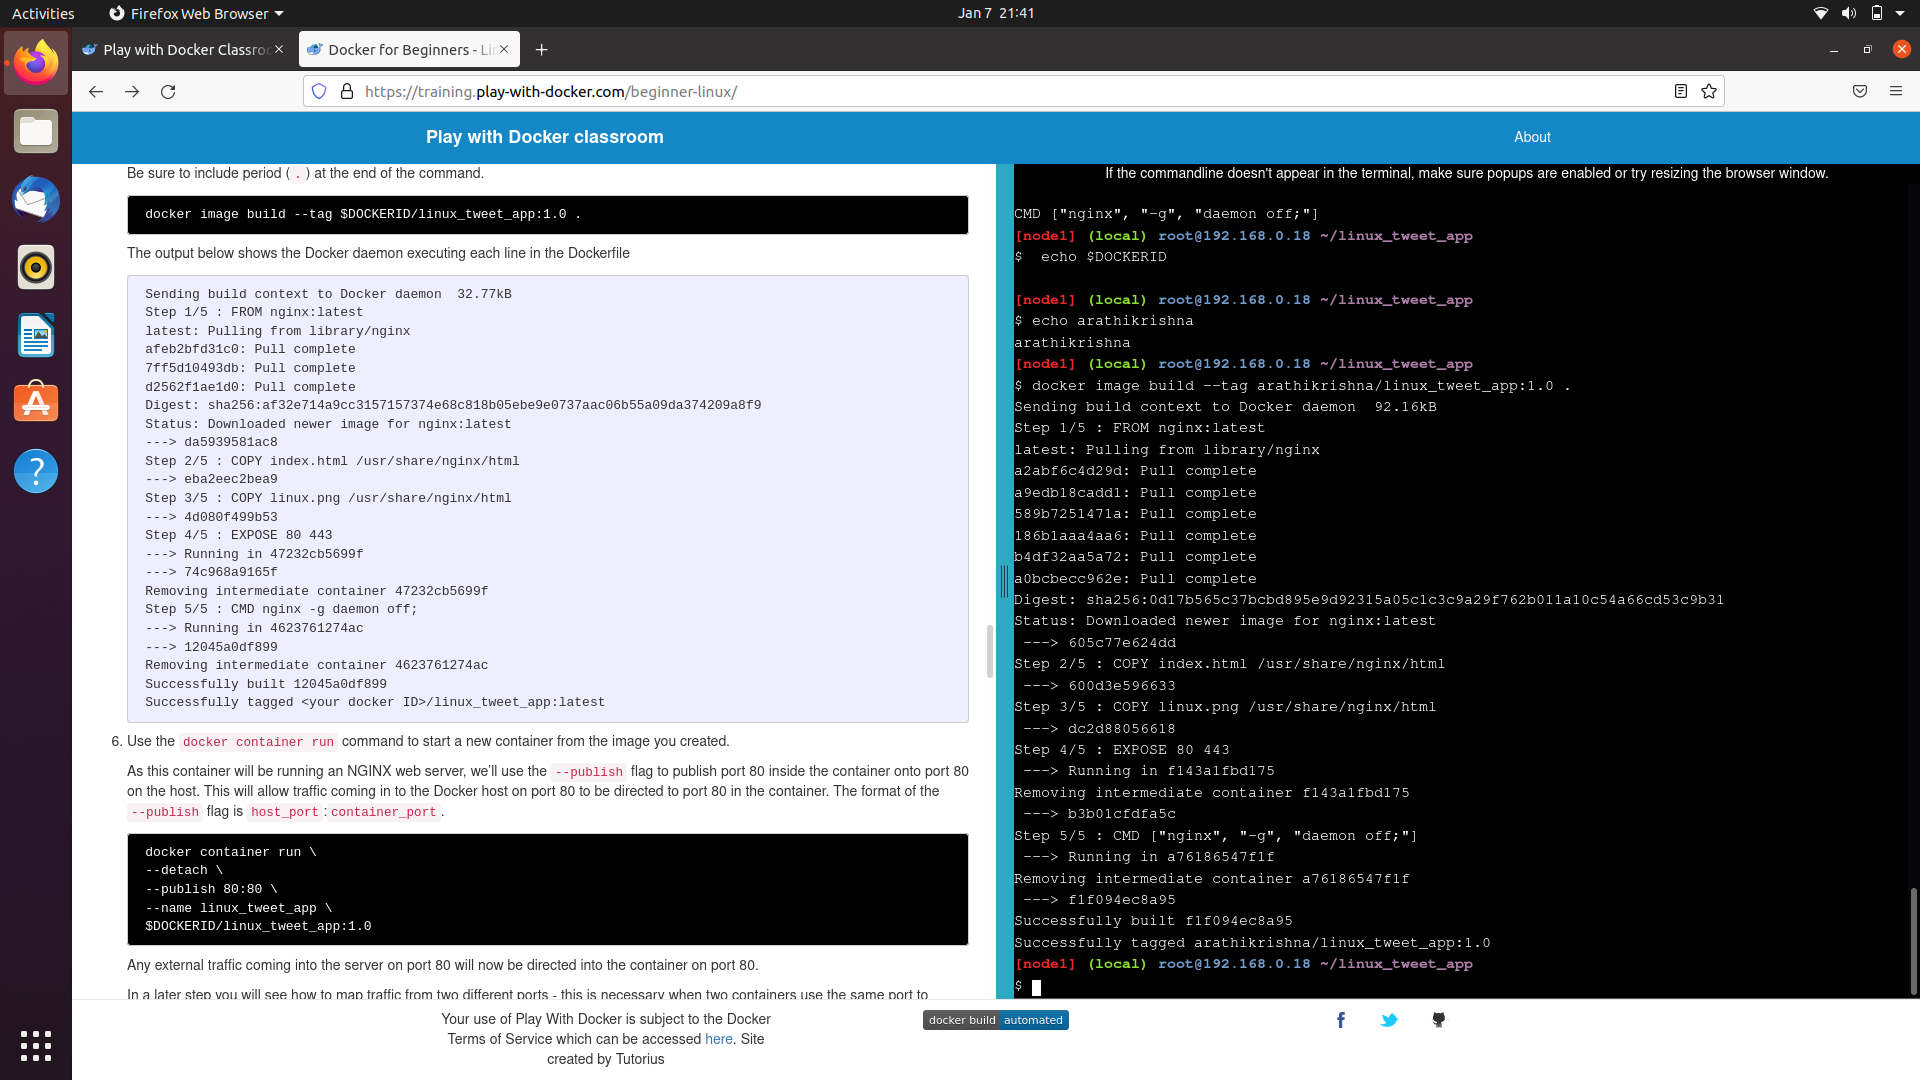 Activities
Firefox Web Browser
Jan 7 21:41
Play with Docker Classro
Docker for Beginners - Li
https://training.play-with-docker.com/beginner-linux/
Play with Docker classroom
About
Be sure to include period ( . ) at the end of the command.
docker image build --tag $DOCKERID/linux_tweet_app:1.0 .
The output below shows the Docker daemon executing each line in the Dockerfile
Sending build context to Docker daemon  32.77kB
Step 1/5 : FROM nginx:latest
latest: Pulling from library/nginx
afeb2bfd31c0: Pull complete
7ff5d10493db: Pull complete
d2562f1ae1d0: Pull complete
Digest: sha256:af32e714a9cc3157157374e68c818b05ebe9e0737aac06b55a09da374209a8f9
Status: Downloaded newer image for nginx:latest
---> da5939581ac8
Step 2/5 : COPY index.html /usr/share/nginx/html
---> eba2eec2bea9
Step 3/5 : COPY linux.png /usr/share/nginx/html
---> 4d080f499b53
Step 4/5 : EXPOSE 80 443
---> Running in 47232cb5699f
---> 74c968a9165f
Removing intermediate container 47232cb5699f
Step 5/5 : CMD nginx -g daemon off;
---> Running in 4623761274ac
---> 12045a0df899
Removing intermediate container 4623761274ac
Successfully built 12045a0df899
Successfully tagged <your docker ID>/linux_tweet_app:latest
6. Use the docker container run command to start a new container from the image you created.
As this container will be running an NGINX web server, we'll use the --publish flag to publish port 80 inside the container onto port 80
on the host. This will allow traffic coming in to the Docker host on port 80 to be directed to port 80 in the container. The format of the
--publish flag is host_port : container_port .
docker container run \
--detach \
--publish 80:80 \
--name linux_tweet_app \
$DOCKERID/linux_tweet_app:1.0
Any external traffic coming into the server on port 80 will now be directed into the container on port 80.
In a later step you will see how to map traffic from two different ports - this is necessary when two containers use the same port to
If the commandline doesn't appear in the terminal, make sure popups are enabled or try resizing the browser window.
CMD ["nginx", "-g", "daemon off;"]
[node1] (local) root@192.168.0.18 ~/linux_tweet_app
$  echo $DOCKERID
[node1] (local) root@192.168.0.18 ~/linux_tweet_app
$ echo arathikrishna
arathikrishna
[node1] (local) root@192.168.0.18 ~/linux_tweet_app
$ docker image build --tag arathikrishna/linux_tweet_app:1.0 .
Sending build context to Docker daemon  92.16kB
Step 1/5 : FROM nginx:latest
latest: Pulling from library/nginx
a2abf6c4d29d: Pull complete
a9edb18cadd1: Pull complete
589b7251471a: Pull complete
186b1aaa4aa6: Pull complete
b4df32aa5a72: Pull complete
a0bcbecc962e: Pull complete
Digest: sha256:0d17b565c37bcbd895e9d92315a05c1c3c9a29f762b011a10c54a66cd53c9b31
Status: Downloaded newer image for nginx:latest
 ---> 605c77e624dd
Step 2/5 : COPY index.html /usr/share/nginx/html
 ---> 600d3e596633
Step 3/5 : COPY linux.png /usr/share/nginx/html
 ---> dc2d88056618
Step 4/5 : EXPOSE 80 443
 ---> Running in f143a1fbd175
Removing intermediate container f143a1fbd175
 ---> b3b01cfdfa5c
Step 5/5 : CMD ["nginx", "-g", "daemon off;"]
 ---> Running in a76186547f1f
Removing intermediate container a76186547f1f
 ---> f1f094ec8a95
Successfully built f1f094ec8a95
Successfully tagged arathikrishna/linux_tweet_app:1.0
[node1] (local) root@192.168.0.18 ~/linux_tweet_app
$
Your use of Play With Docker is subject to the Docker
Terms of Service which can be accessed here. Site
created by Tutorius
docker build automated